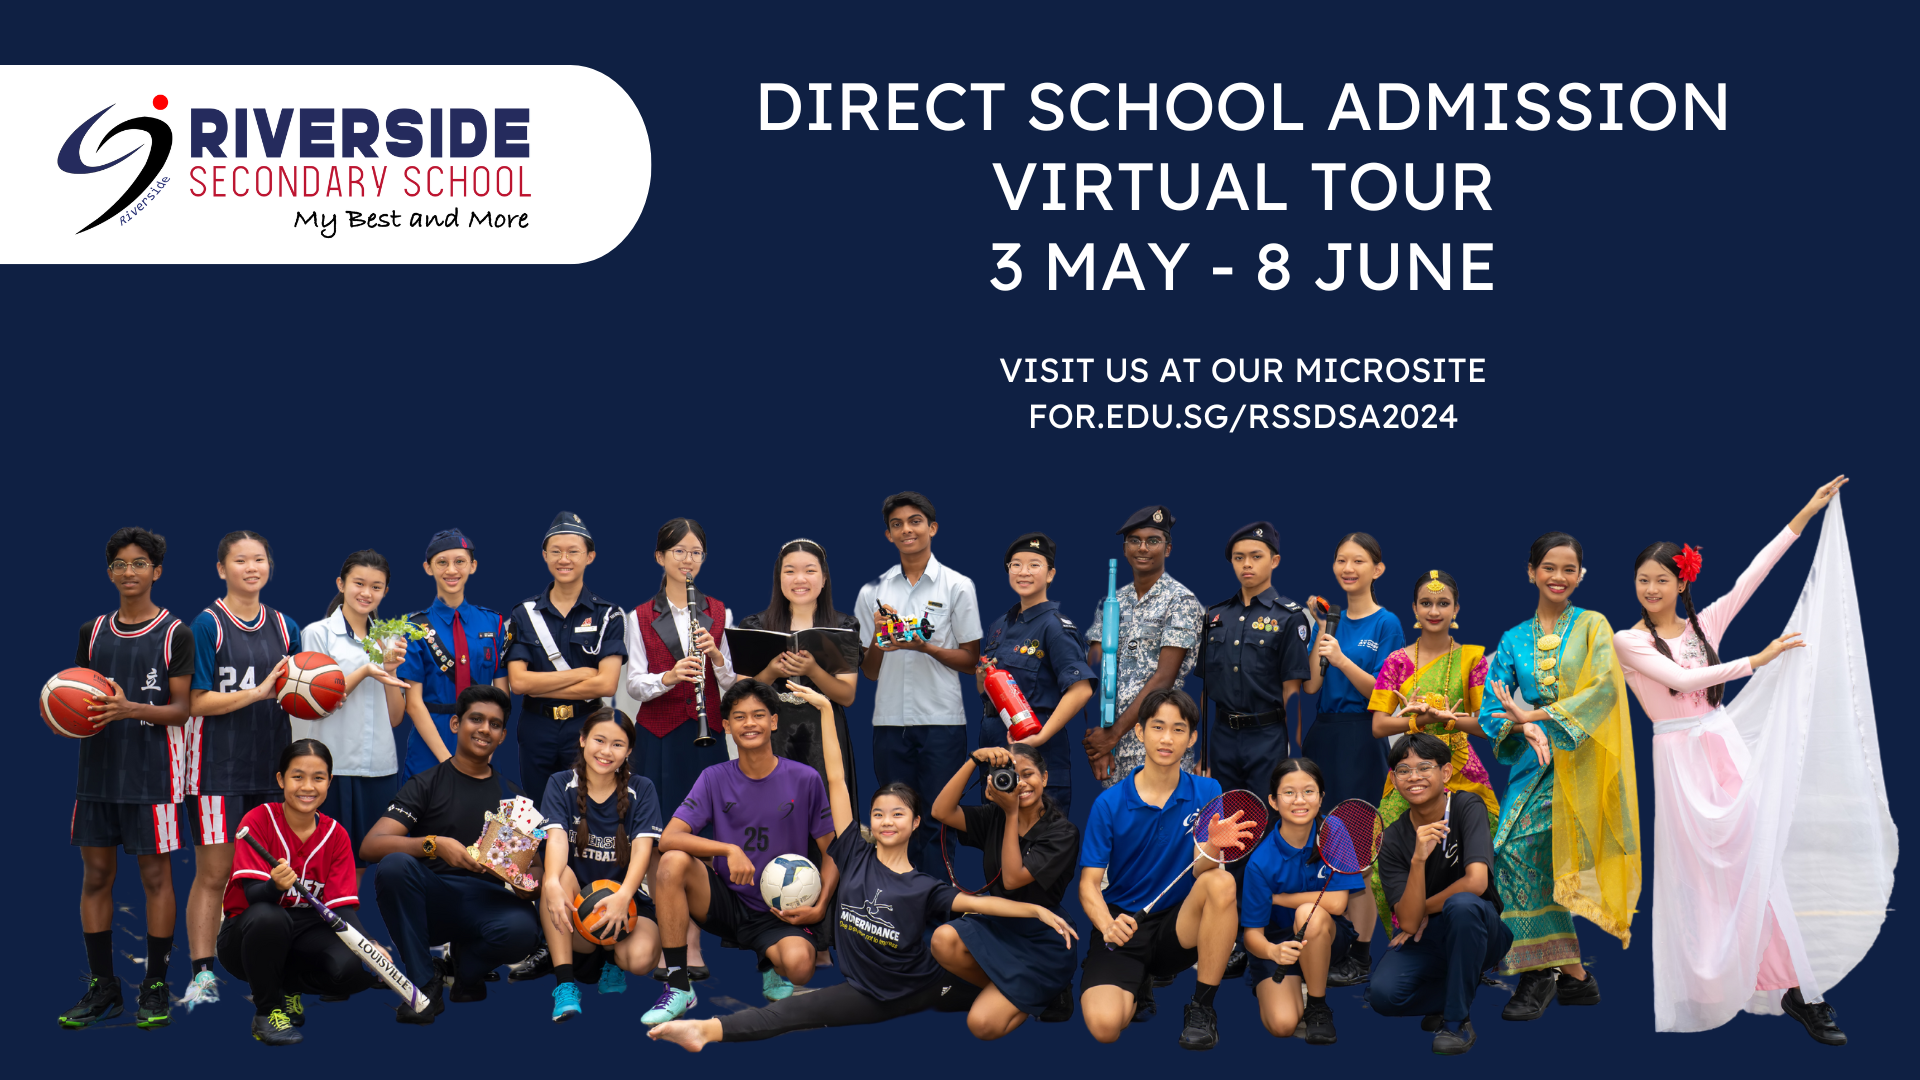 RIVERSIDE
SECONDARY SCHOOL
My Best and More
Riverside
DIRECT SCHOOL ADMISSION
VIRTUAL TOUR
3 MAY - 8 JUNE
VISIT US AT OUR MICROSITE
FOR.EDU.SG/RSSDSA2024
24
立
25
MODERNDANCE
LOUISVILLE